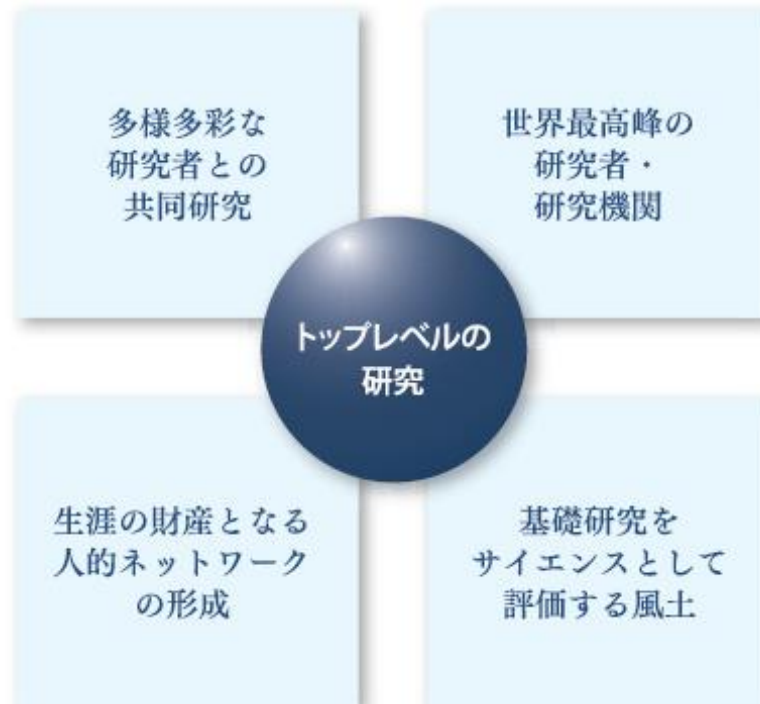 多様多彩な
研究者との
共同研究
世界最高峰の
研究者・
研究機関
トップレベルの
研究
生涯の財産となる
人的ネットワーク
の形成
基礎研究を
サイエンスとして
評価する風土